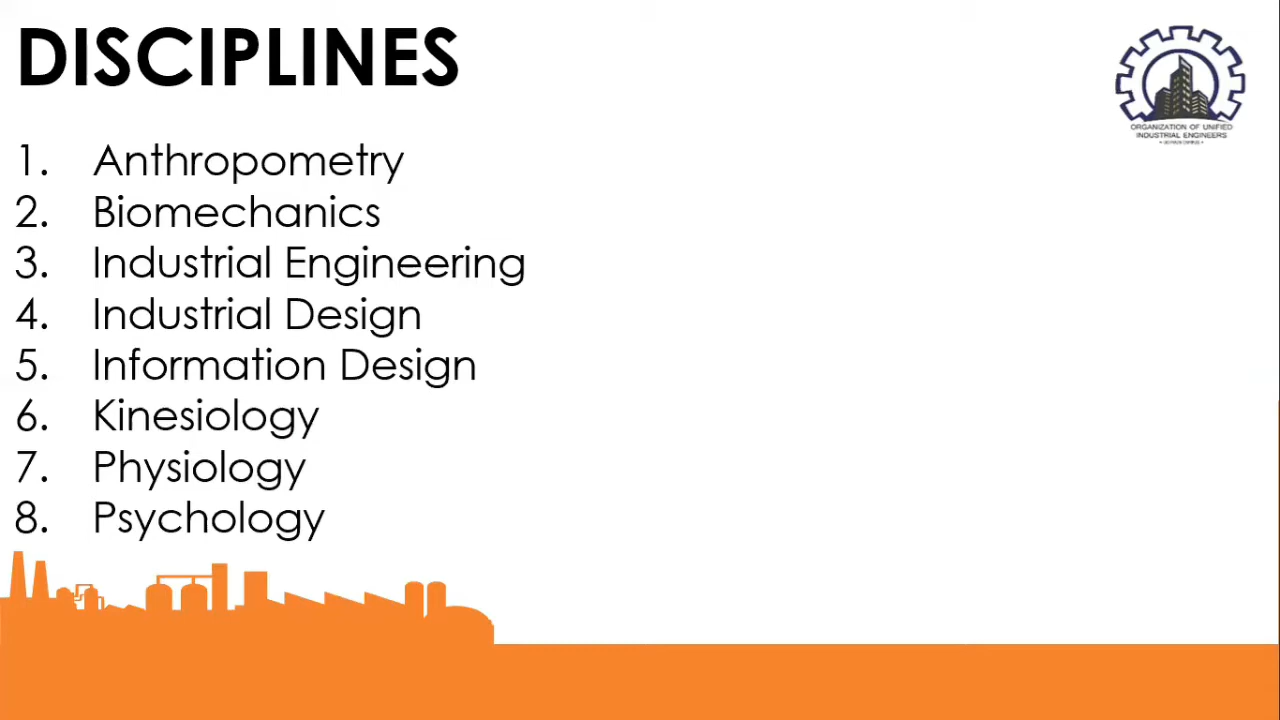 DISCIPLINES
ORGANIZATION OF UNIFIED
INDUSTRIAL ENGINEERS
1. Anthropometry
2. Biomechanics
3. Industrial Engineering
4. Industrial Design
5. Information Design
6. Kinesiology
7. Physiology
8. Psychology